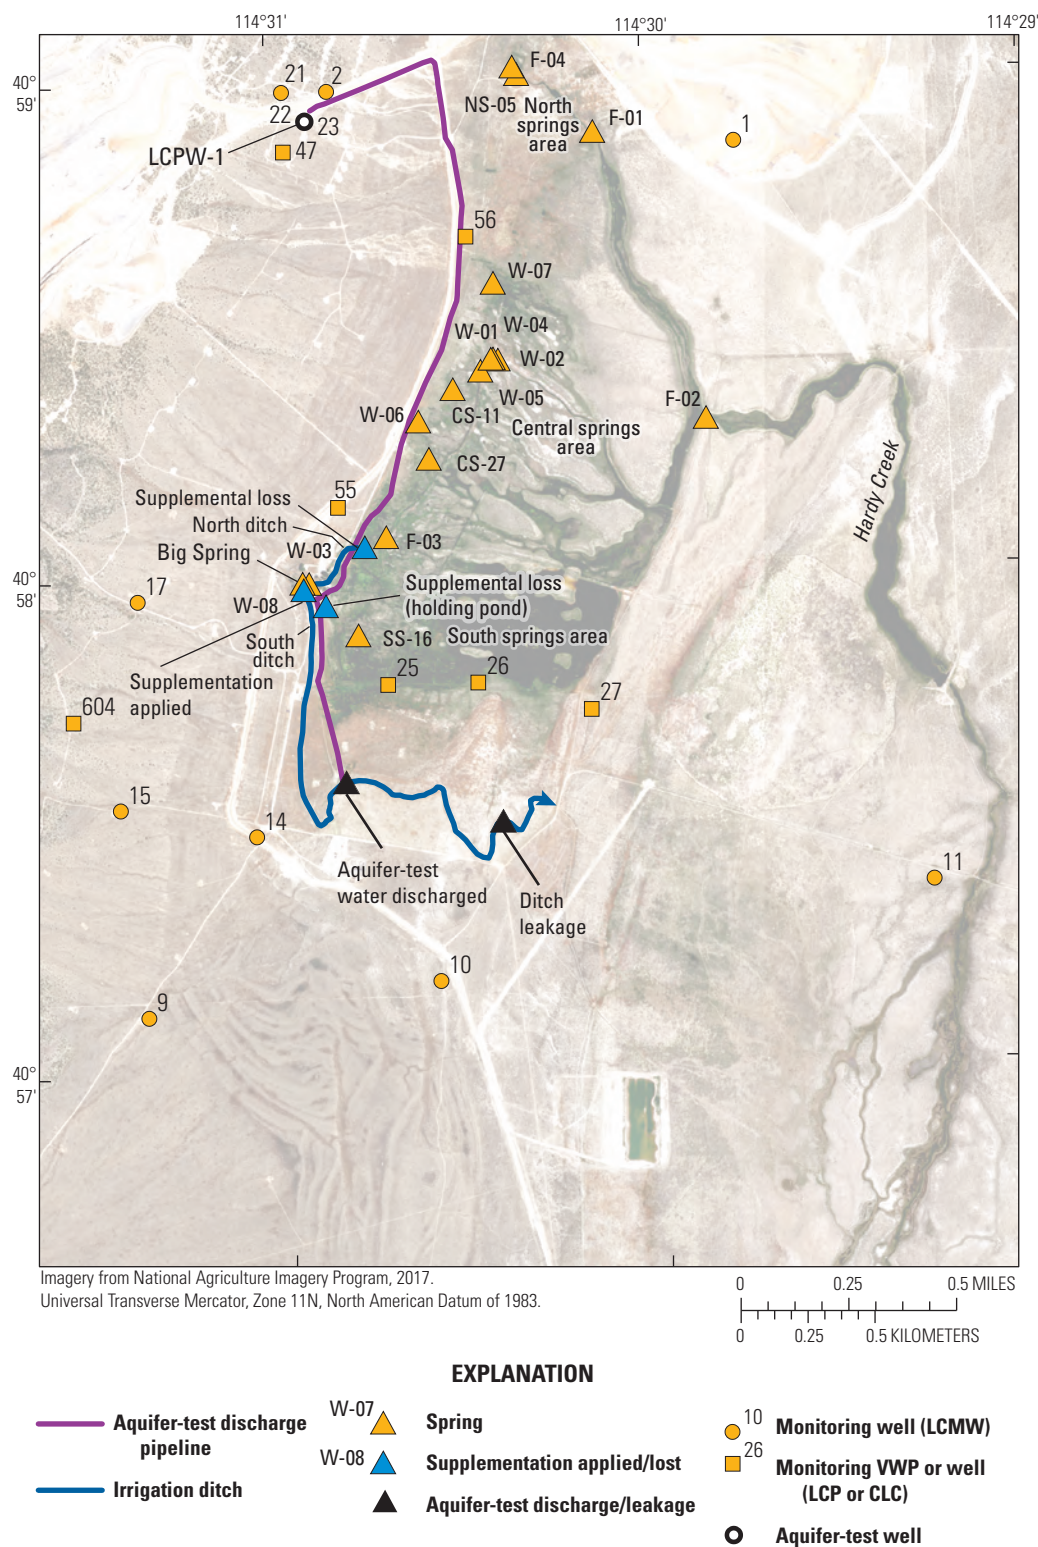 114°31'
114°30'
114°29'
40°
59'
21
2
22
23
LCPW-1
47
F-04
NS-05
North
springs
area
F-01
1
56
W-07
W-01
W-04
W-02
W-05
W-06
CS-11
Central springs
area
F-02
CS-27
Hardy Creek
Supplemental loss
55
North ditch
Big Spring
W-03
F-03
40°
58'
17
W-08
Supplemental loss
(holding pond)
South
ditch
SS-16
South springs area
Supplementation
applied
25
26
27
604
15
14
Aquifer-test
water discharged
Ditch
leakage
11
10
9
40°
57'
Imagery from National Agriculture Imagery Program, 2017.
Universal Transverse Mercator, Zone 11N, North American Datum of 1983.
0 0.25 0.5 MILES
0 0.25 0.5 KILOMETERS
EXPLANATION
Aquifer-test discharge
pipeline
Irrigation ditch
W-07
Spring
W-08
Supplementation applied/lost
Aquifer-test discharge/leakage
10
Monitoring well (LCMW)
26
Monitoring VWP or well
(LCP or CLC)
Aquifer-test well